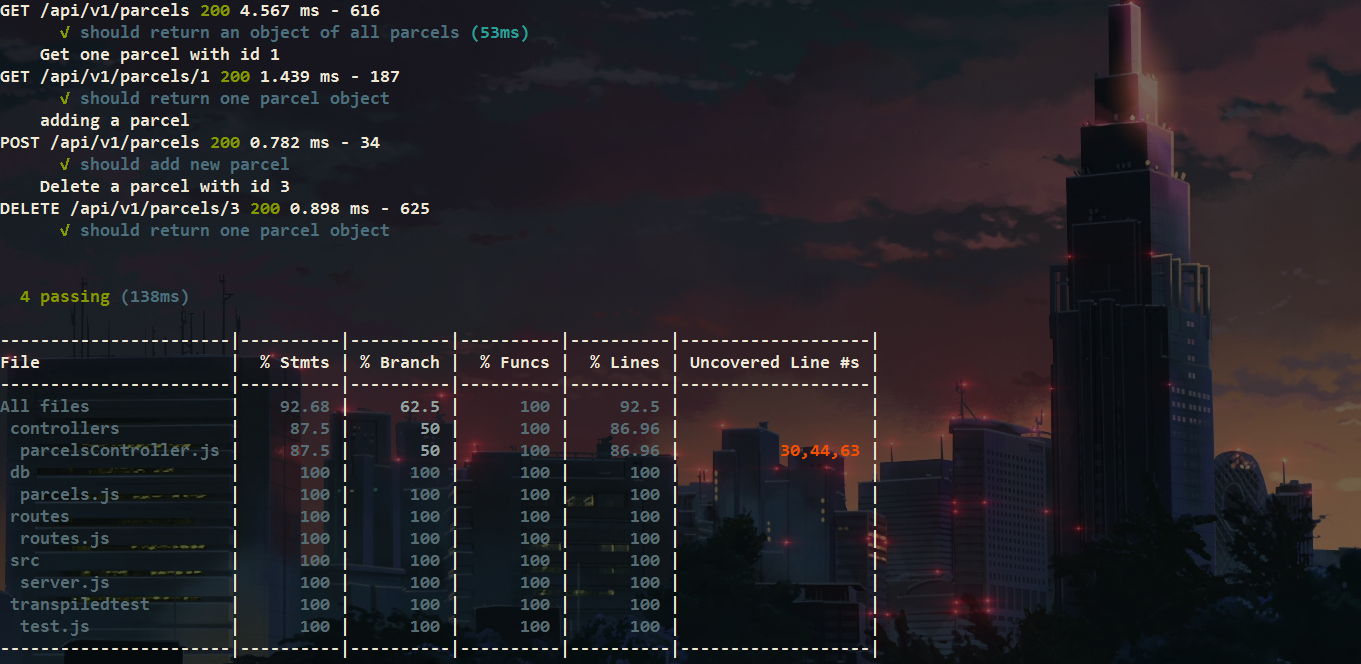 GET /api/v1/parcels 200 4.567 ms - 616
√ should return an object of all parcels (53ms)
Get one parcel with id 1
GET /api/v1/parcels/1 200 1.439 ms - 187
√ should return one parcel object
adding a parcel
POST /api/v1/parcels 200 0.782 ms - 34
√ should add new parcel
Delete a parcel with id 3
DELETE /api/v1/parcels/3 200 0.898 ms - 625
√ should return one parcel object
4 passing (138ms)
-----------------------|----------|----------|----------|----------|-------------------|
File                   |  % Stmts | % Branch |  % Funcs |  % Lines | Uncovered Line #s |
-----------------------|----------|----------|----------|----------|-------------------|
All files              |    92.68 |     62.5 |      100 |     92.5 |                   |
 controllers           |     87.5 |       50 |      100 |    86.96 |                   |
  parcelsController.js |     87.5 |       50 |      100 |    86.96 |          30,44,63 |
 db                    |      100 |      100 |      100 |      100 |                   |
  parcels.js           |      100 |      100 |      100 |      100 |                   |
 routes                |      100 |      100 |      100 |      100 |                   |
  routes.js            |      100 |      100 |      100 |      100 |                   |
 src                   |      100 |      100 |      100 |      100 |                   |
  server.js            |      100 |      100 |      100 |      100 |                   |
 transpiledtest        |      100 |      100 |      100 |      100 |                   |
  test.js              |      100 |      100 |      100 |      100 |                   |
-----------------------|----------|----------|----------|----------|-------------------|